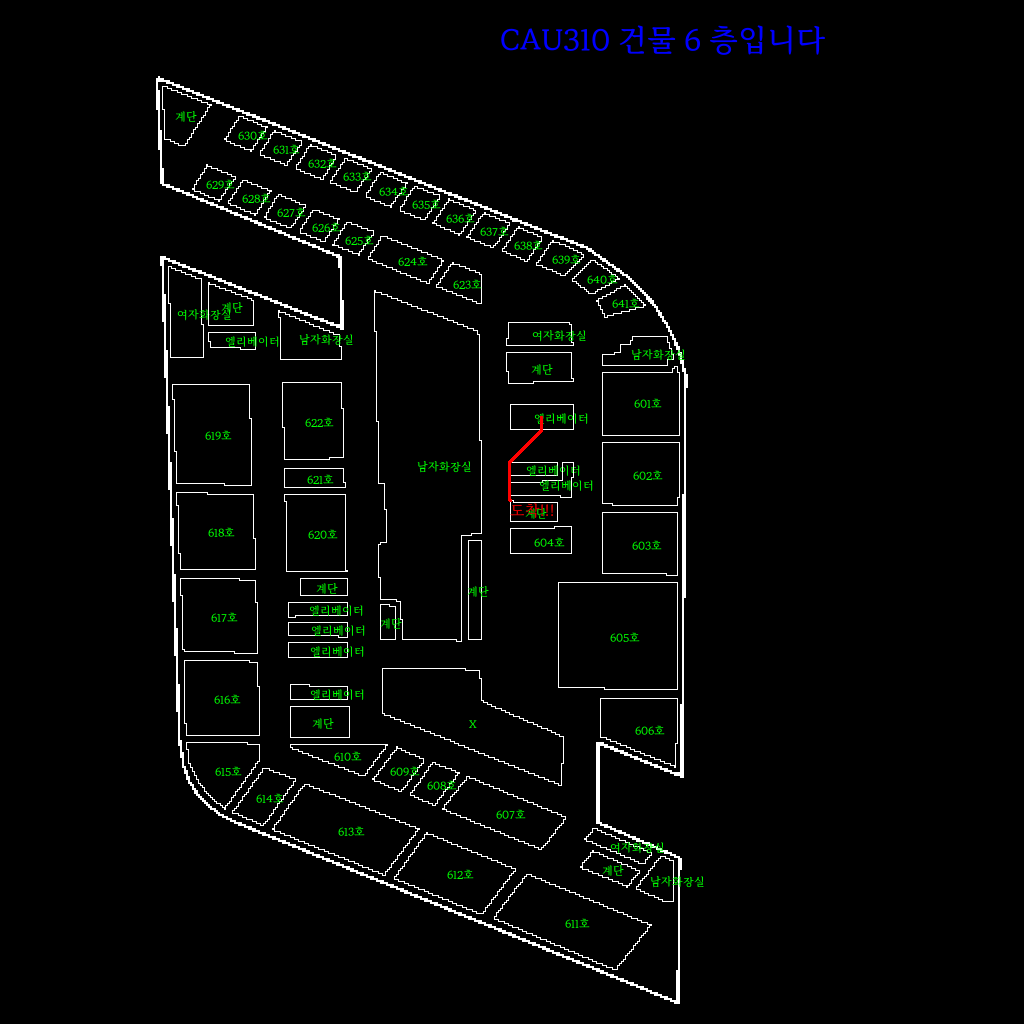 CAU310 건물 6 층입니다
계단
630호
631호
632호
633호
634호
635호
636호
637호
638호
639호
640호
641호
629호
628호
627호
626호
625호
624호
623호
여자화장실
계단
엘리베이터
남자화장실
여자화장실
계단
남자화장실
엘리베이터
601호
619호
622호
남자화장실
엘리베이터
엘리베이터
602호
621호
도착!!
계단
618호
620호
604호
603호
계단
계단
엘리베이터
617호
계단
엘리베이터
605호
엘리베이터
616호
엘리베이터
계단
X
606호
615호
610호
609호
608호
614호
613호
607호
여자화장실
계단
612호
남자화장실
611호